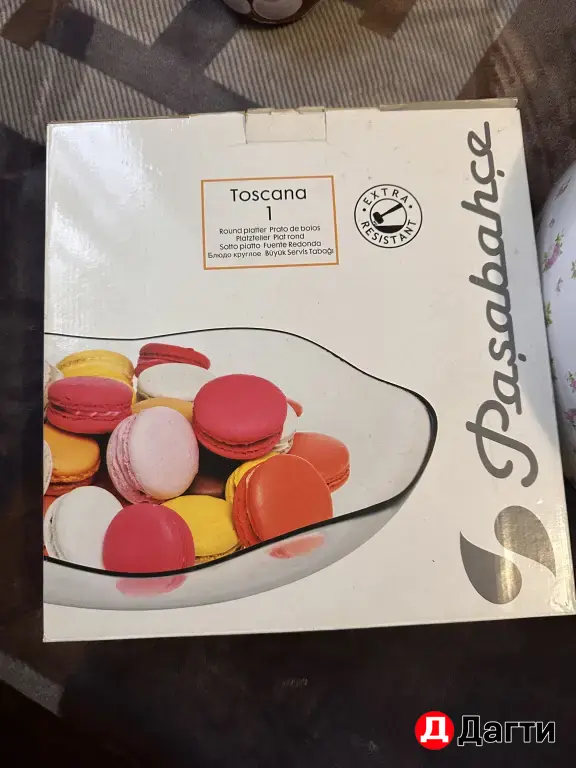 Toscana
1
Round platter Prato de bolos
Platzteller Plat rond
Sotto piatto Fuente Redonda
Блюдо круглое Büyük Servis Tabağı
EXTRA
RESISTANT
Paşabahçe
Д Дагти